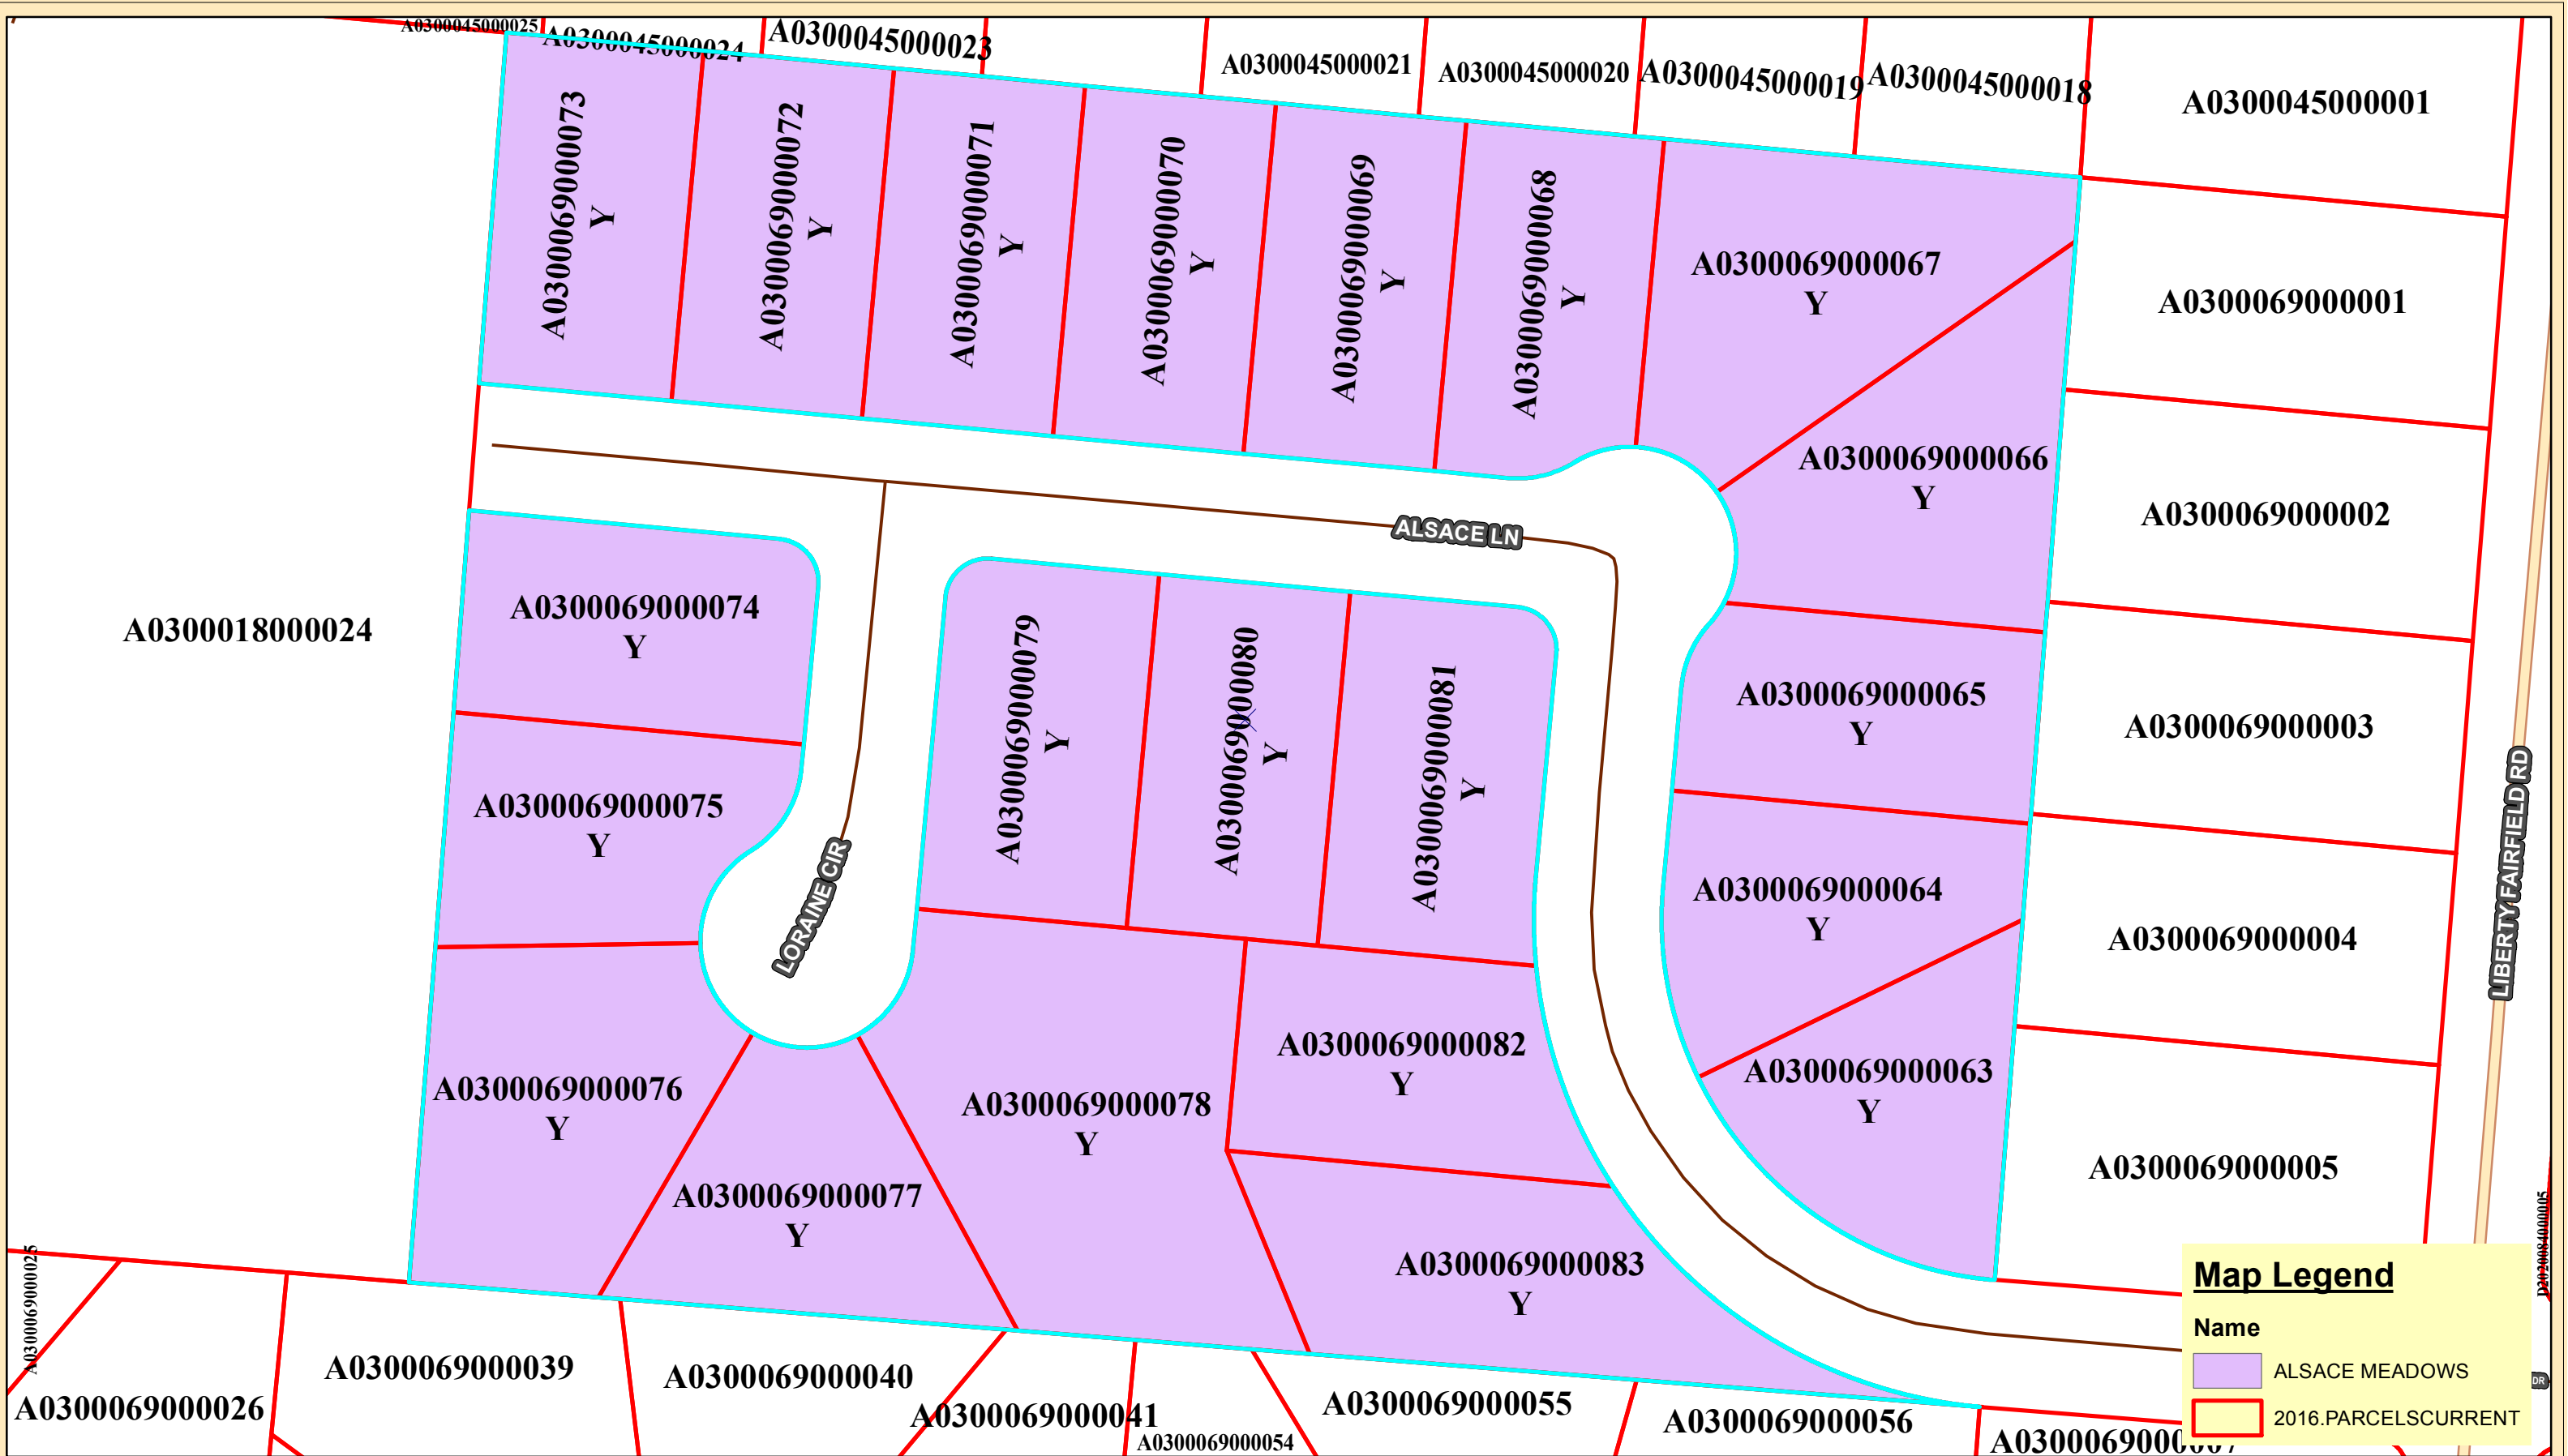 A0300045000025
A0300045000024
A0300045000023
A0300045000021
A0300045000020
A0300045000019
A0300045000018
A0300045000001
A0300069000073
Y
A0300069000072
Y
A0300069000071
Y
A0300069000070
Y
A0300069000069
Y
A0300069000068
Y
A0300069000067
Y
A0300069000001
A0300069000066
Y
A0300069000002
ALSACE LN
A0300018000024
A0300069000074
Y
A0300069000079
Y
A0300069000080
Y
A0300069000081
Y
A0300069000065
Y
A0300069000003
A0300069000075
Y
LORAINE CIR
A0300069000064
Y
A0300069000004
LIBERTY FAIRFIELD RD
A0300069000076
Y
A0300069000078
Y
A0300069000082
Y
A0300069000063
Y
A0300069000005
A0300069000077
Y
A0300069000083
Y
D2020084000005
A0300069000025
A0300069000026
A0300069000039
A0300069000040
A0300069000041
A0300069000054
A0300069000055
A0300069000056
Map Legend
Name
ALSACE MEADOWS
2016.PARCELSCURRENT
DR